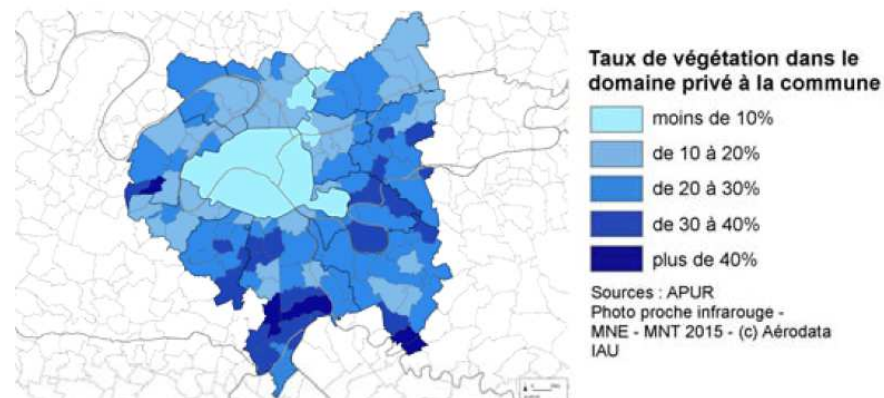 Taux de végétation dans le
domaine privé à la commune
moins de 10%
de 10 à 20%
de 20 à 30%
de 30 à 40%
plus de 40%
Sources : APUR
Photo proche infrarouge -
MNE - MNT 2015 - (c) Aérodata
IAU